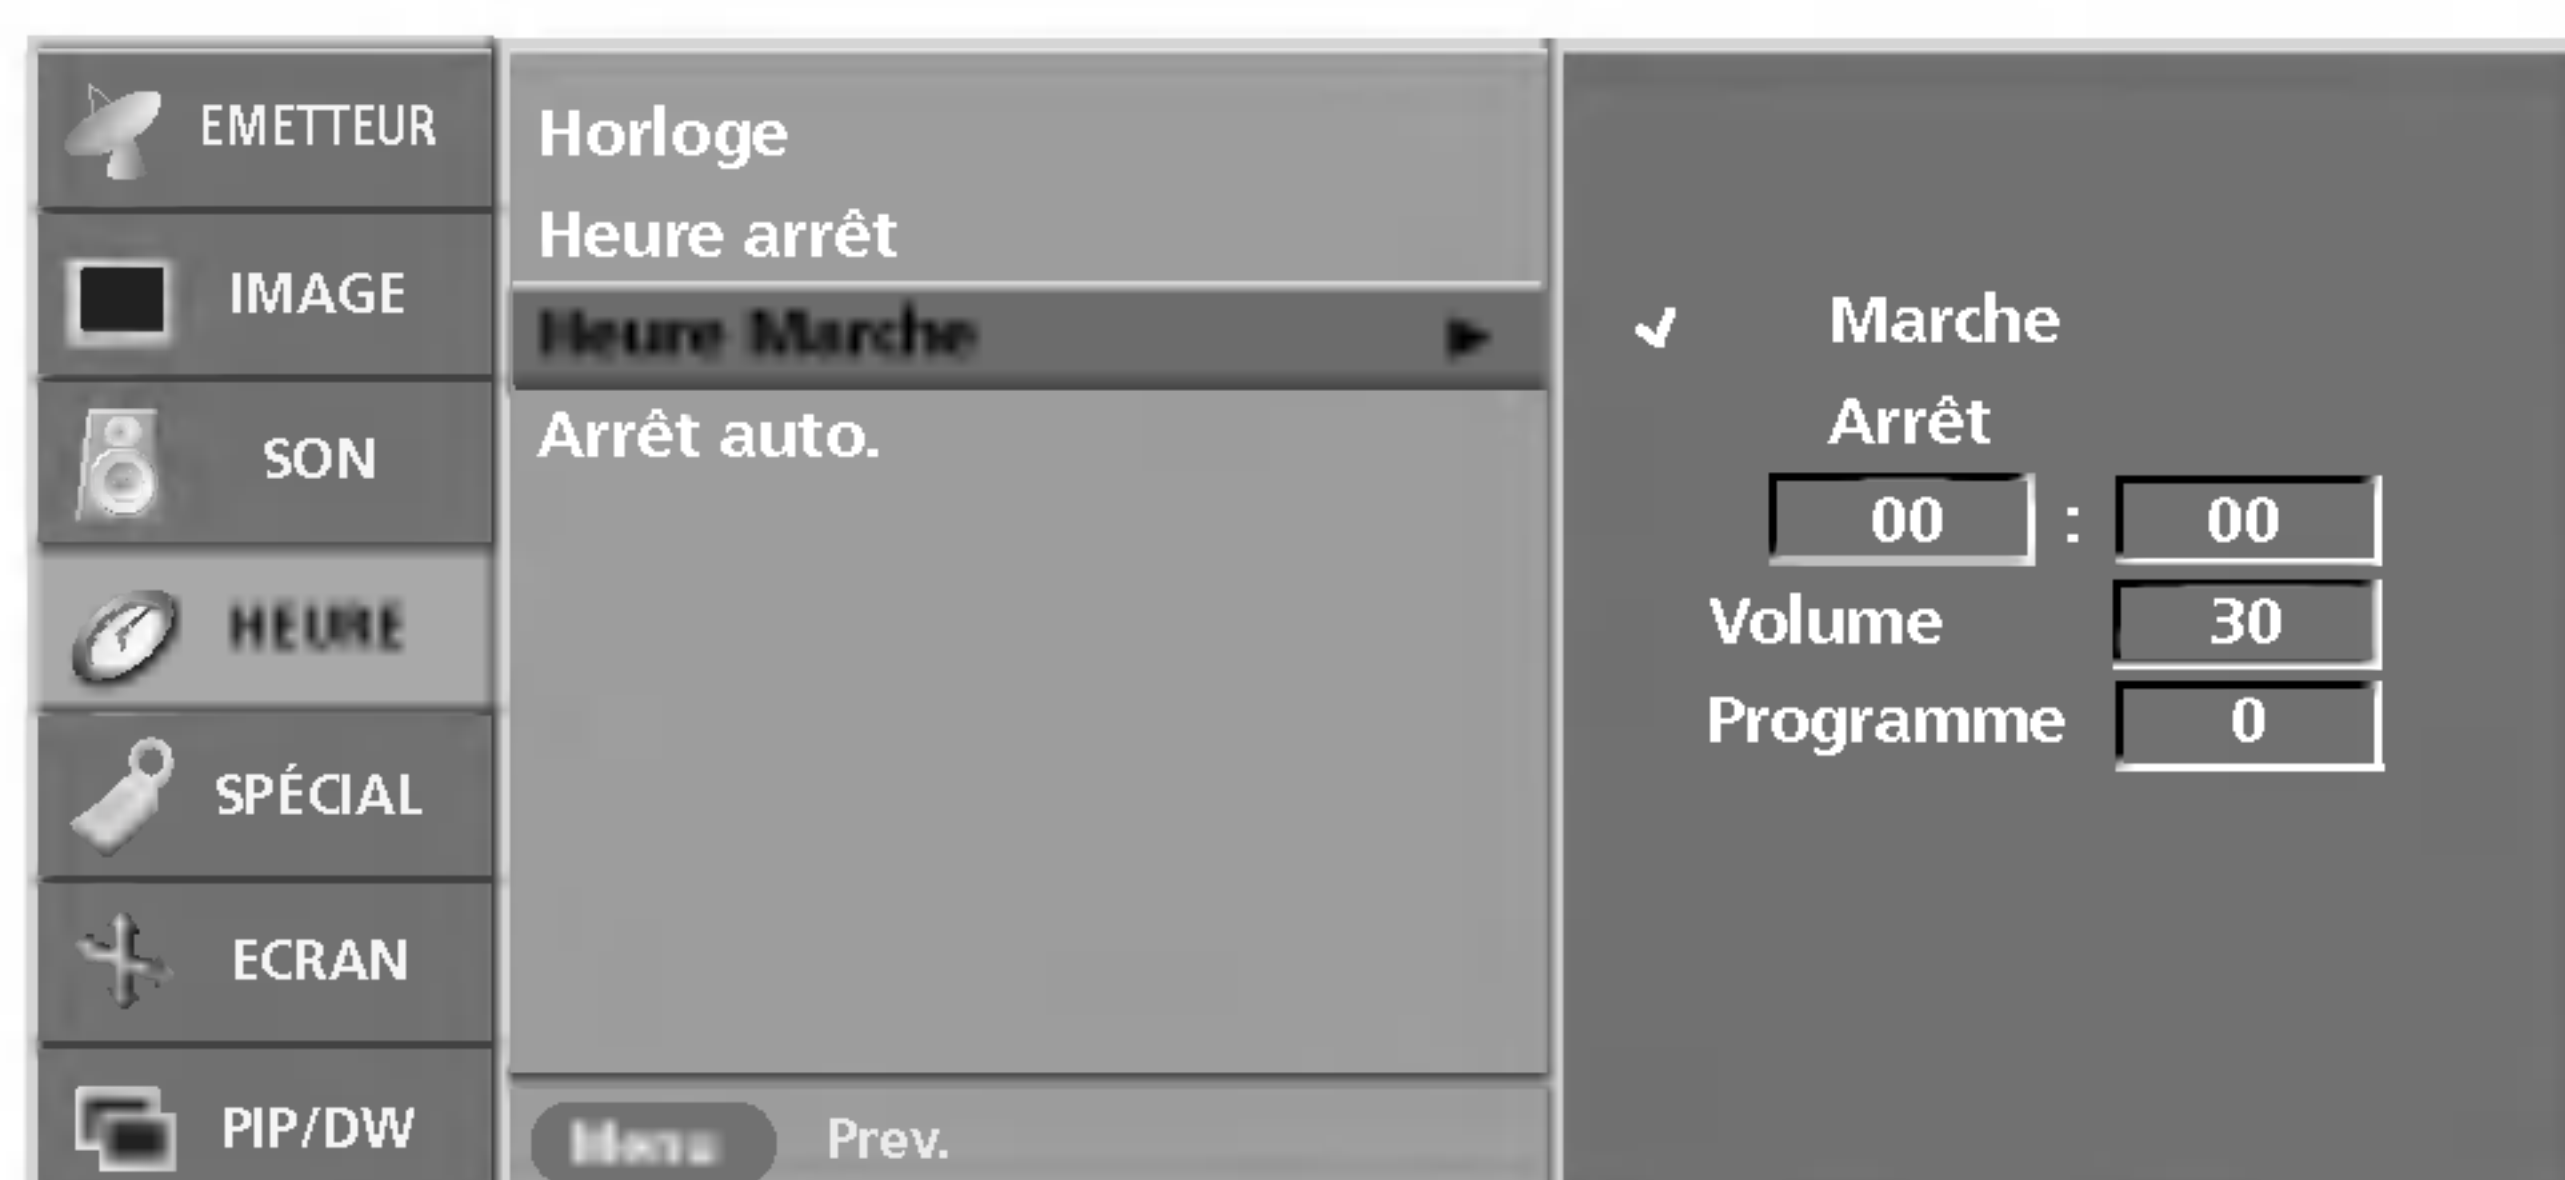 EMETTEUR
IMAGE
SON
HEURE
SPÉCIAL
ECRAN
PIP/DW
Horloge
Heure arrêt
Heure Marche ►
Arrêt auto.
Menu Prev.
✔ Marche
Arrêt
00 : 00
Volume 30
Programme 0